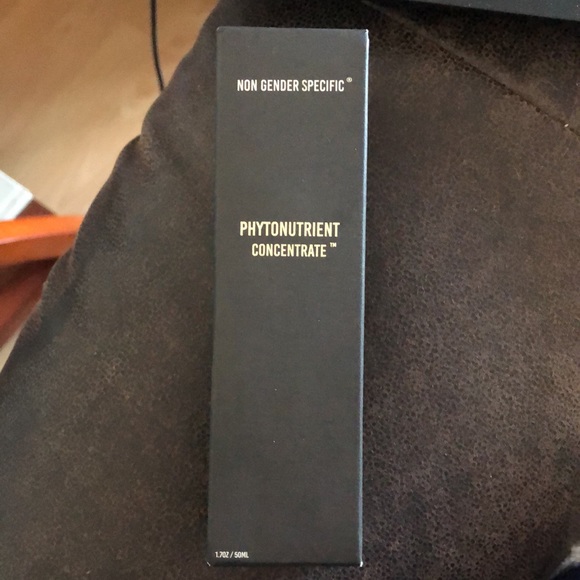 NON GENDER SPECIFIC®
PHYTONUTRIENT
CONCENTRATE™
1.7OZ / 50ML